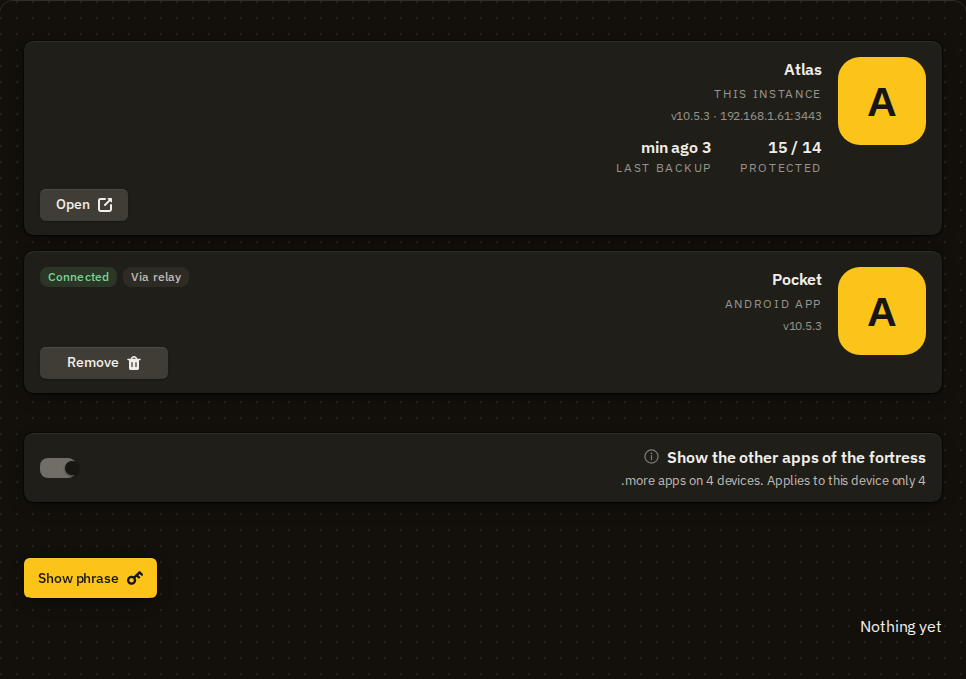 Atlas
A
THIS INSTANCE
v10.5.3 · 192.168.1.61:3443
min ago 3
LAST BACKUP
15 / 14
PROTECTED
Open
Connected
Via relay
Pocket
A
ANDROID APP
v10.5.3
Remove
Show the other apps of the fortress
.more apps on 4 devices. Applies to this device only 4
Show phrase
Nothing yet